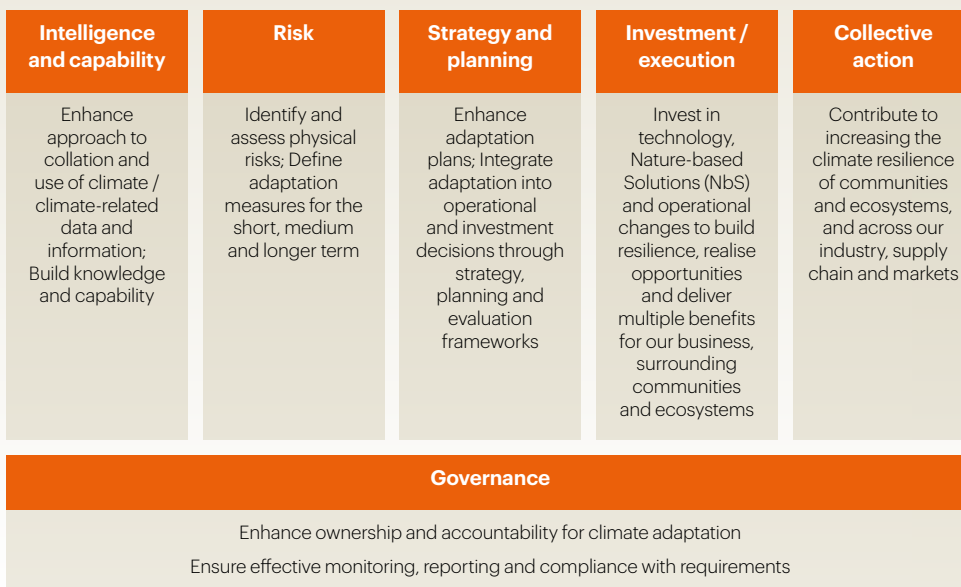 Intelligence
and capability
Enhance
approach to
collation and
use of climate /
climate-related
data and
information;
Build knowledge
and capability
Risk
Identify and
assess physical
risks; Define
adaptation
measures for the
short, medium
and longer term
Strategy and
planning
Enhance
adaptation
plans; Integrate
adaptation into
operational
and investment
decisions through
strategy,
planning and
evaluation
frameworks
Investment /
execution
Invest in
technology,
Nature-based
Solutions (NbS)
and operational
changes to build
resilience, realise
opportunities
and deliver
multiple benefits
for our business,
surrounding
communities
and ecosystems
Collective
action
Contribute to
increasing the
climate resilience
of communities
and ecosystems,
and across our
industry, supply
chain and markets
Governance
Enhance ownership and accountability for climate adaptation
Ensure effective monitoring, reporting and compliance with requirements